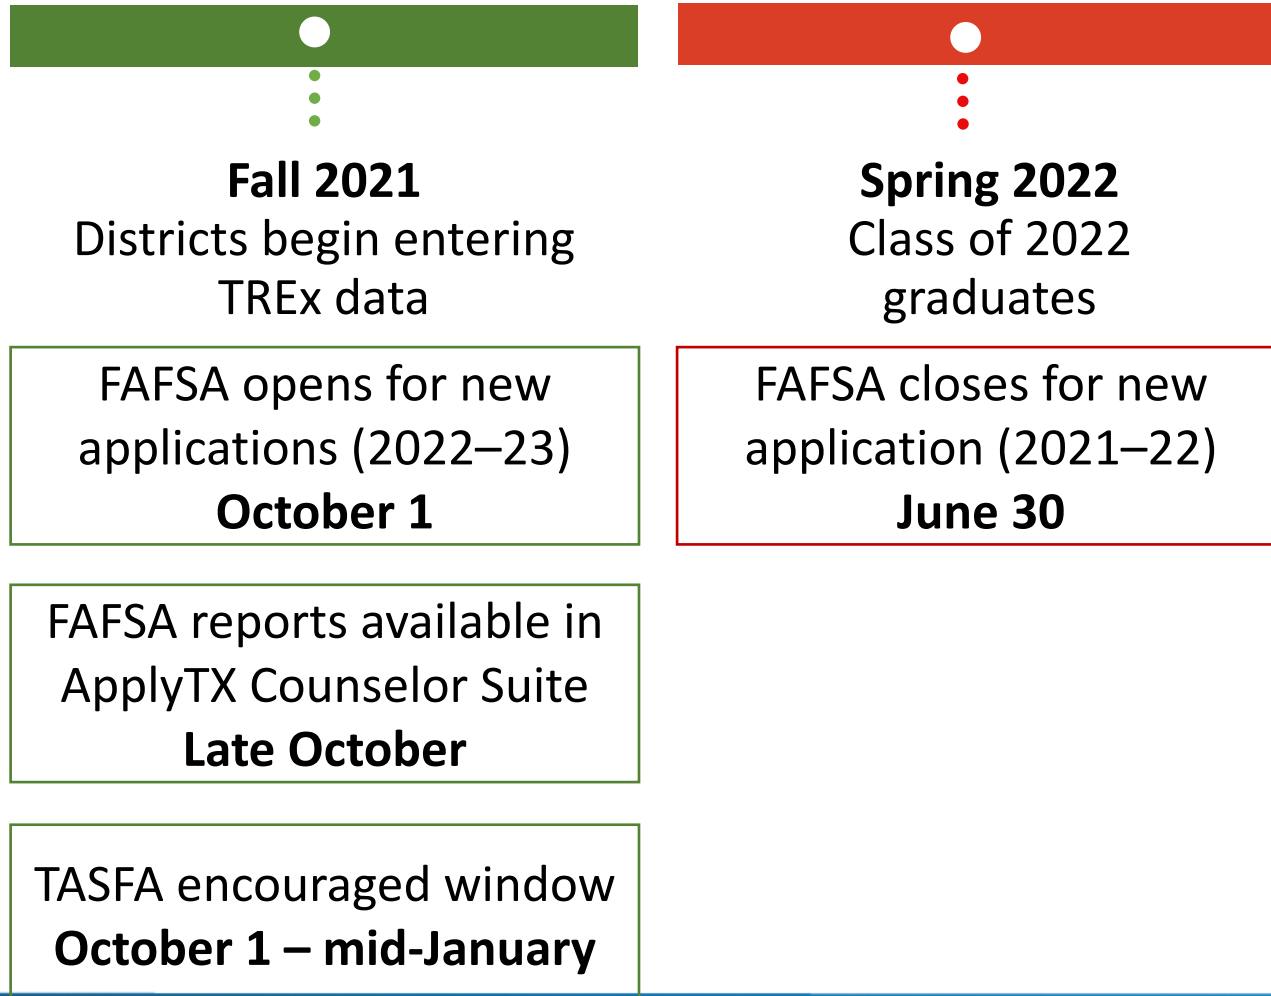 Fall 2021
Districts begin entering
TREx data
FAFSA opens for new
applications (2022–23)
October 1
FAFSA reports available in
ApplyTX Counselor Suite
Late October
TASFA encouraged window
October 1 – mid-January
Spring 2022
Class of 2022
graduates
FAFSA closes for new
application (2021–22)
June 30